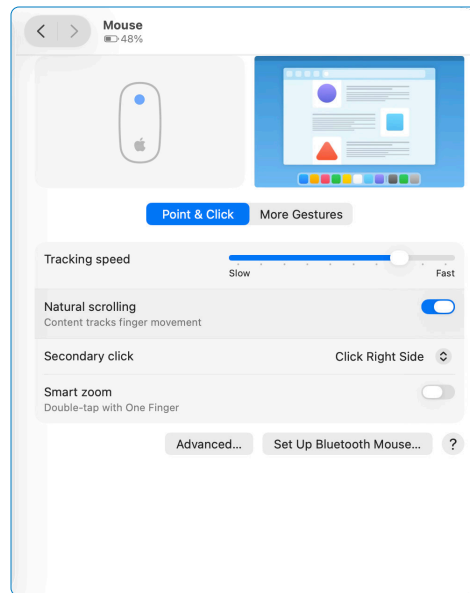 Mouse
48%
Point & Click
More Gestures
Tracking speed
Slow
Fast
Natural scrolling
Content tracks finger movement
Secondary click
Click Right Side
Smart zoom
Double-tap with One Finger
Advanced...
Set Up Bluetooth Mouse...
?